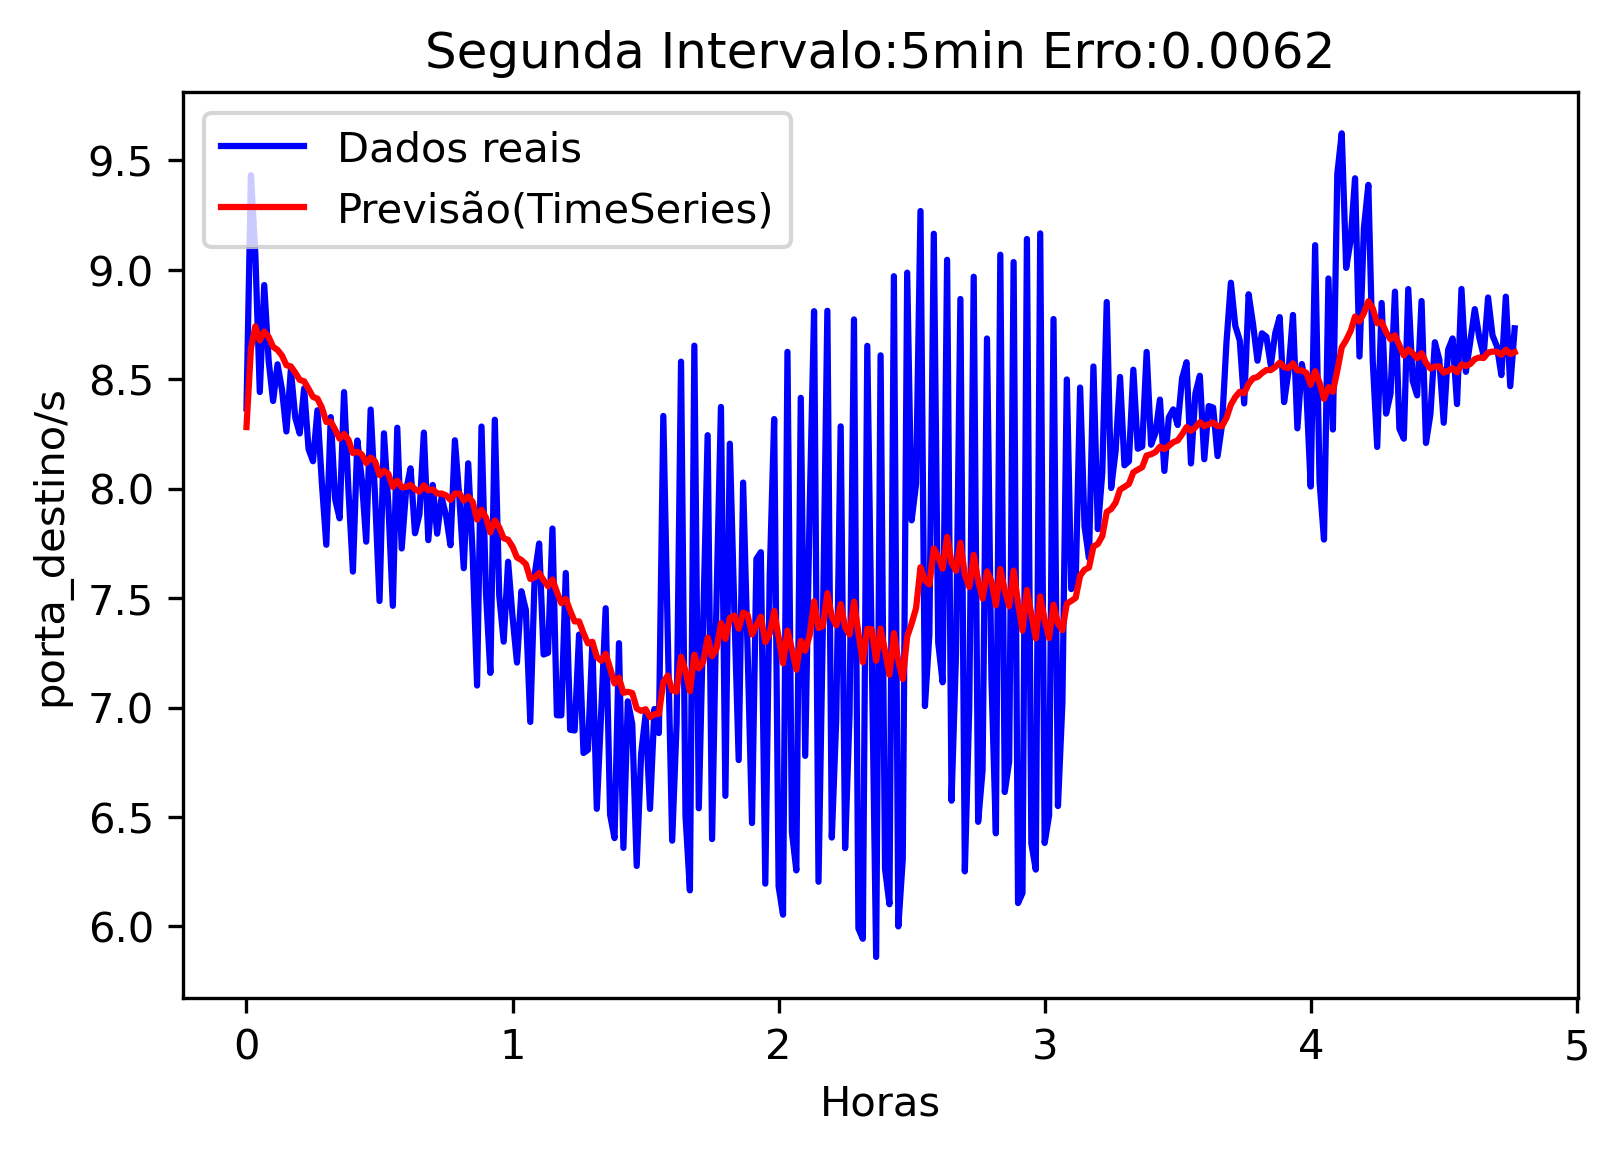 Segunda Intervalo:5min Erro:0.0062
Dados reais
Previsão(TimeSeries)
9.5
9.0
8.5
8.0
7.5
7.0
6.5
6.0
porta_destino/s
0 1 2 3 4 5
Horas